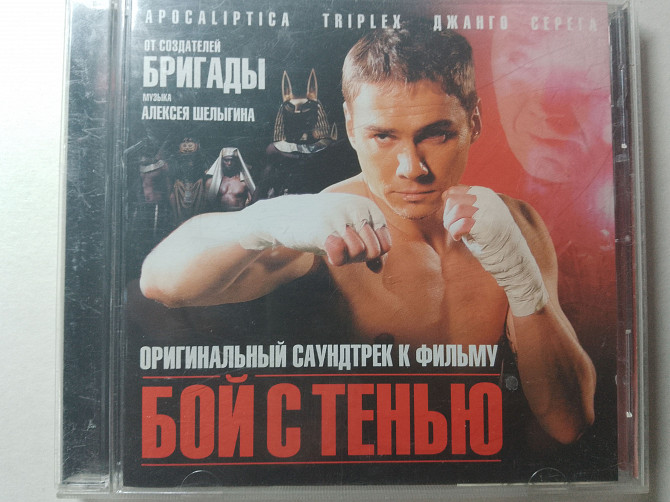 APOCALIPTICA TRIPLEX ДЖАНГО СЕРЕГА
ОТ СОЗДАТЕЛЕЙ
БРИГАДЫ
МУЗЫКА
АЛЕКСЕЯ ШЕЛЫГИНА
ОРИГИНАЛЬНЫЙ САУНДТРЕК К ФИЛЬМУ
БОЙ С ТЕНЬЮ